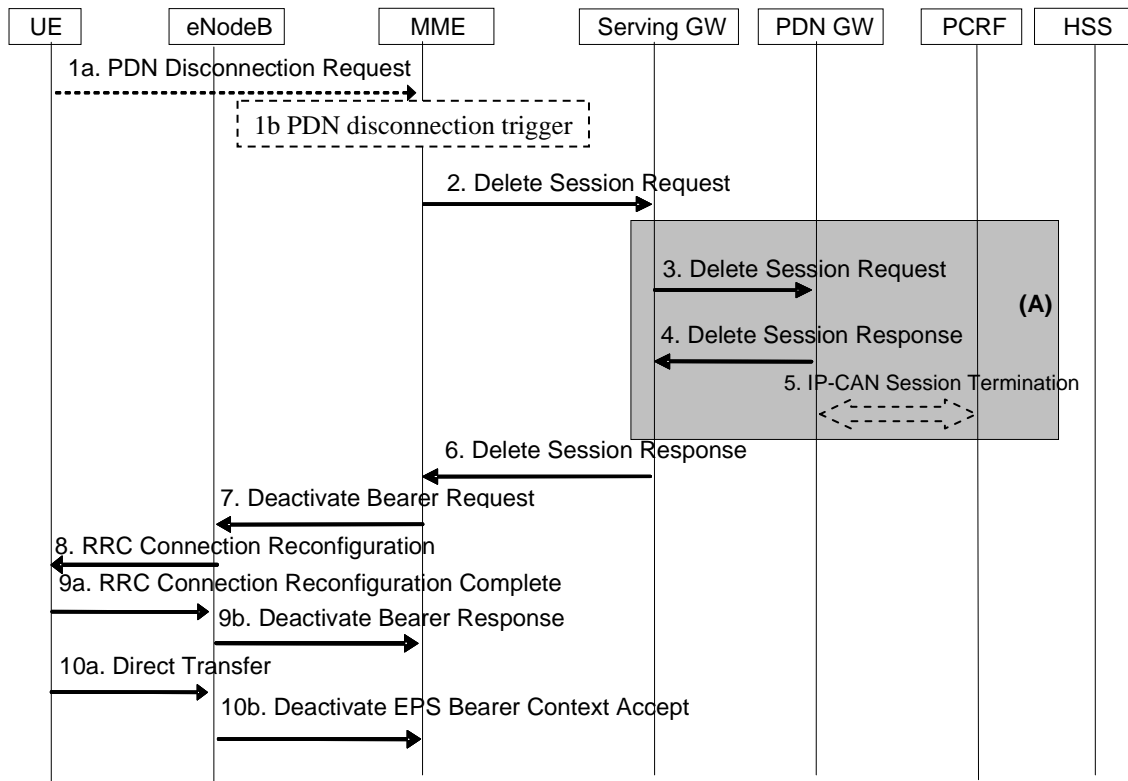 UE eNodeB MME Serving GW PDN GW PCRF HSS
1a. PDN Disconnection Request
1b PDN disconnection trigger
2. Delete Session Request
3. Delete Session Request
(A)
4. Delete Session Response
5. IP-CAN Session Termination
6. Delete Session Response
7. Deactivate Bearer Request
8. RRC Connection Reconfiguration
9a. RRC Connection Reconfiguration Complete
9b. Deactivate Bearer Response
10a. Direct Transfer
10b. Deactivate EPS Bearer Context Accept